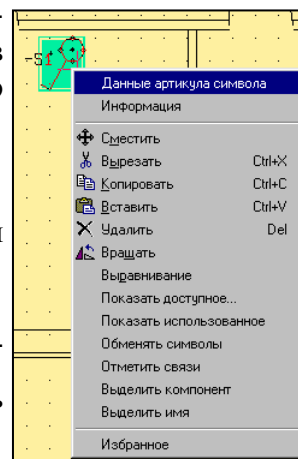 -S1
Данные артикула символа
Информация
Сместить
Вырезать Ctrl+X
Копировать Ctrl+C
Вставить Ctrl+V
Удалить Del
Вращать
Выравнивание
Показать доступное...
Показать использованное
Обменять символы
Отметить связи
Выделить компонент
Выделить имя
Избранное